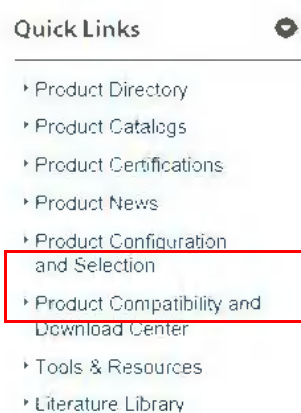 Quick Links
Product Directory
Product Catalogs
Product Certifications
Product News
Product Configuration
and Selection
Product Compatibility and
Download Center
Tools & Resources
Literature Library